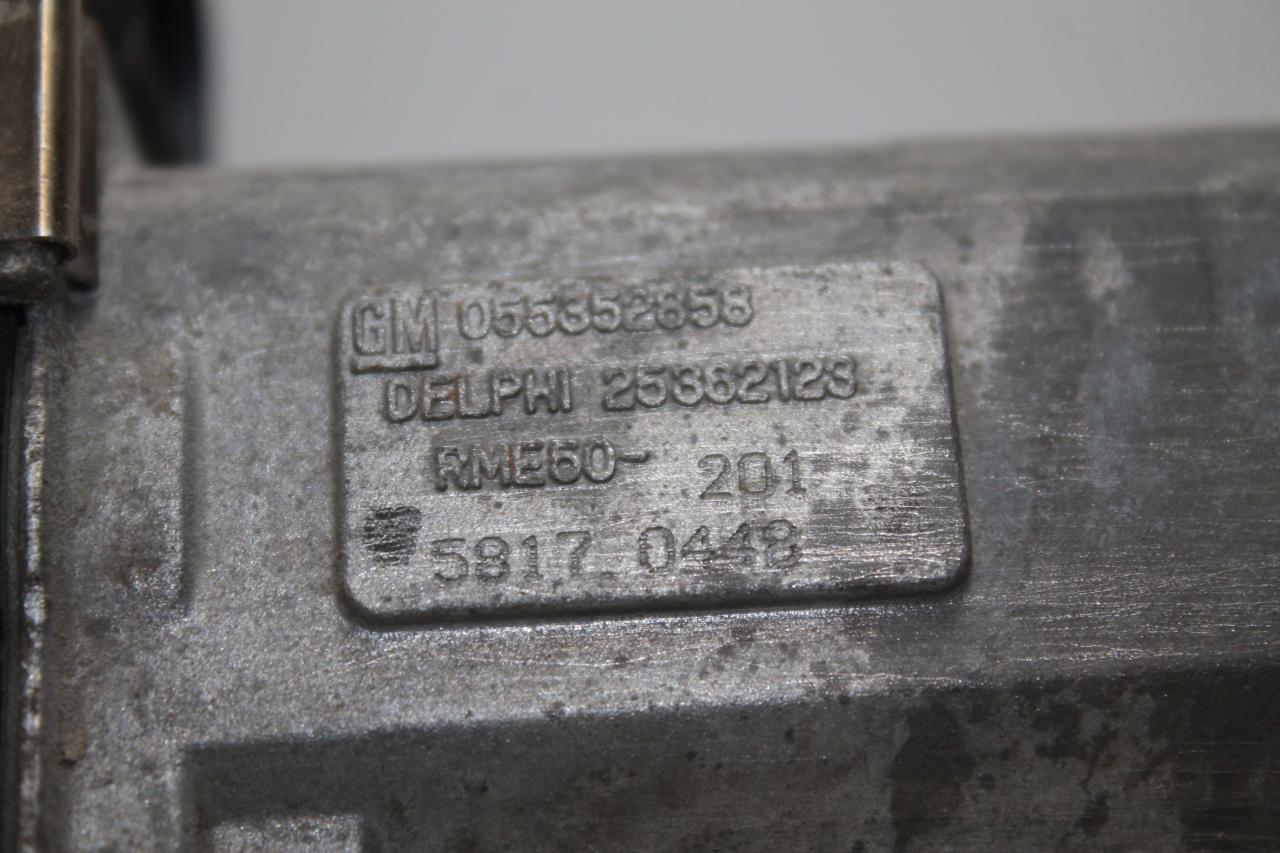 GM 055352858
DELPHI 25362123
RME60- 201
5817 0448